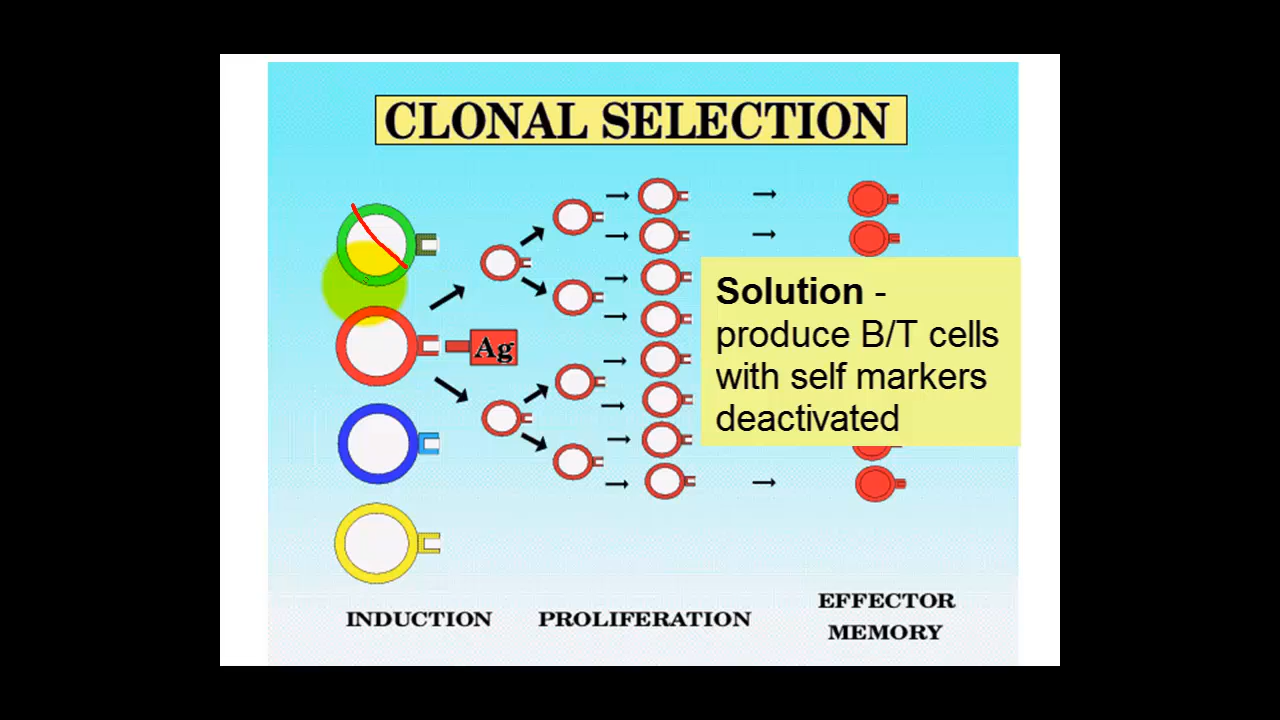 CLONAL SELECTION
Ag
Solution -
produce B/T cells
with self markers
deactivated
INDUCTION
PROLIFERATION
EFFECTOR
MEMORY